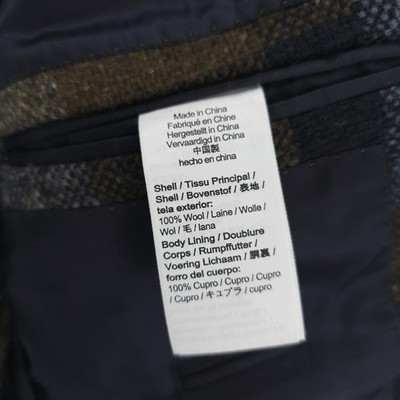 Made in China
Fabriqué en Chine
Hergestellt in China
Vervaardigd in China
中国製
hecho en china
Shell / Tissu Principal /
Shell / Bovenstof / 表地 /
tela exterior:
100% Wool / Laine / Wolle /
Wol / 毛 / lana
Body Lining / Doublure
Corps / Rumpffutter /
Voering Lichaam / 胴裏 /
forro del cuerpo:
100% Cupro / Cupro / Cupro
/ Cupro / キュプラ / cupro